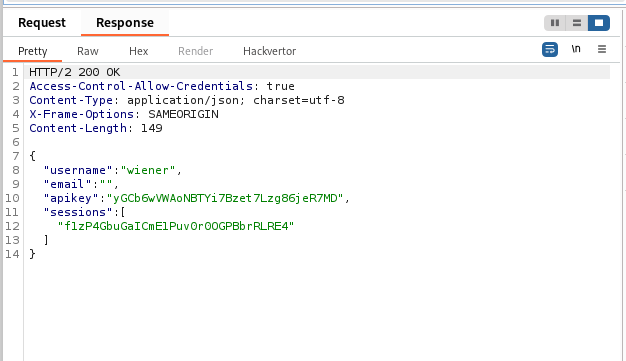 Request Response
Pretty Raw Hex Render Hackvertor \n
1 HTTP/2 200 OK
2 Access-Control-Allow-Credentials: true
3 Content-Type: application/json; charset=utf-8
4 X-Frame-Options: SAMEORIGIN
5 Content-Length: 149
6
7 {
8 "username":"wiener",
9 "email":"",
10 "apikey":"yGCb6wVWAoNBTYi7Bzet7Lzg86jeR7MD",
11 "sessions":[
12 "flzP4GbuGaICmElPuv0r0OGPBbrRLRE4"
13 ]
14 }